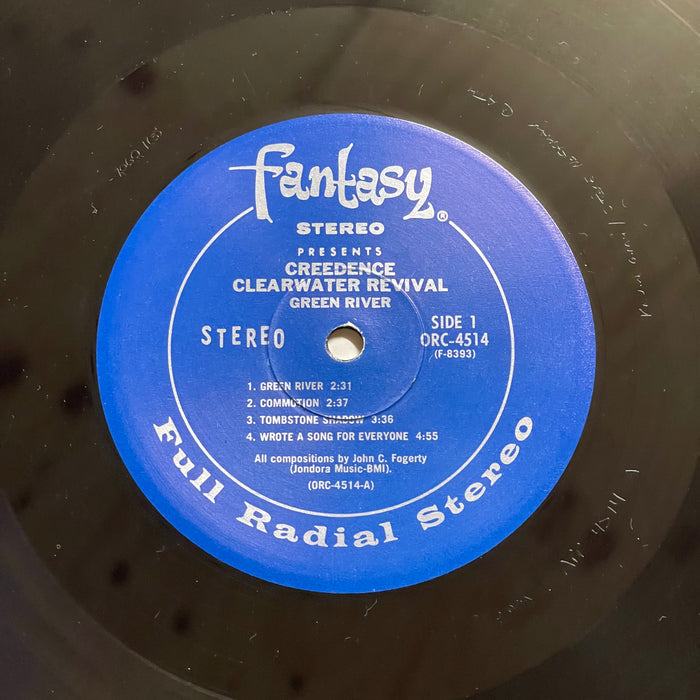 fantasy®
STEREO
PRESENTS
CREEDENCE
CLEARWATER REVIVAL
GREEN RIVER
STEREO
SIDE 1
ORC-4514
(F-8393)
1. GREEN RIVER 2:31
2. COMMOTION 2:37
3. TOMBSTONE SHADOW 3:36
4. WROTE A SONG FOR EVERYONE 4:55
All compositions by John C. Fogerty
(Jondora Music-BMI).
(ORC-4514-A)
Full Radial Stereo